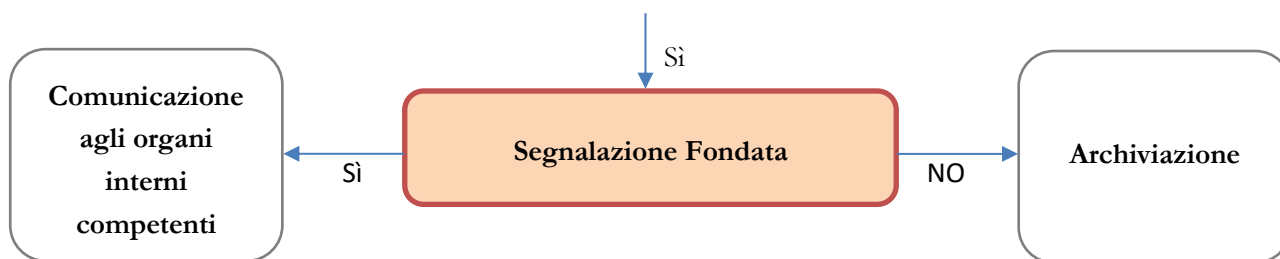 Sì
Comunicazione
agli organi
interni
competenti
Sì
Segnalazione Fondata
NO
Archiviazione